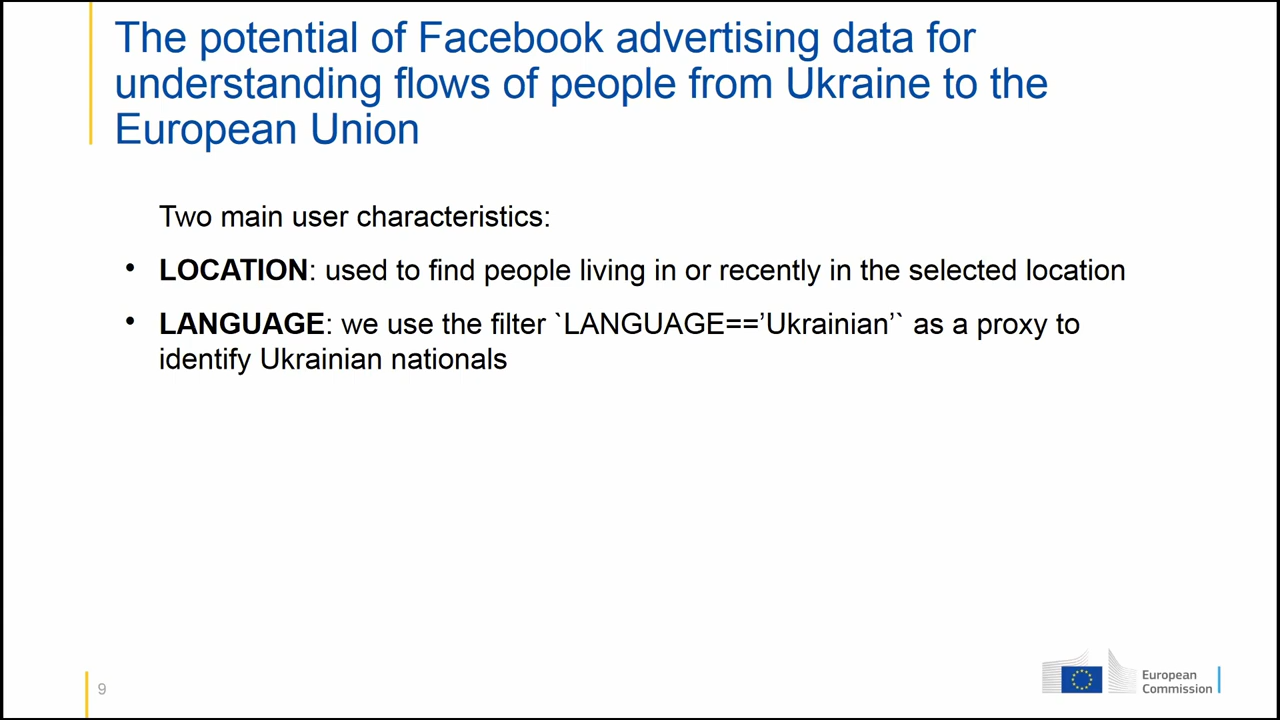 The potential of Facebook advertising data for
understanding flows of people from Ukraine to the
European Union
Two main user characteristics:
• LOCATION: used to find people living in or recently in the selected location
• LANGUAGE: we use the filter `LANGUAGE==’Ukrainian’` as a proxy to
identify Ukrainian nationals
9
European
Commission